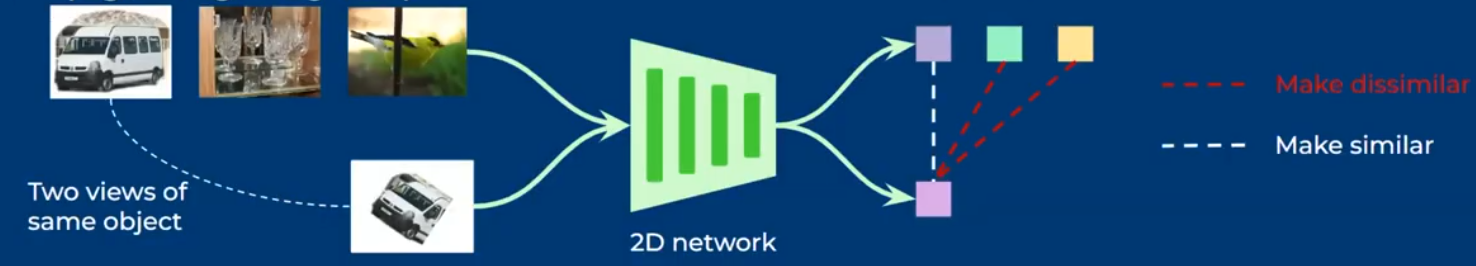 Make dissimilar
Make similar
Two views of
same object
2D network